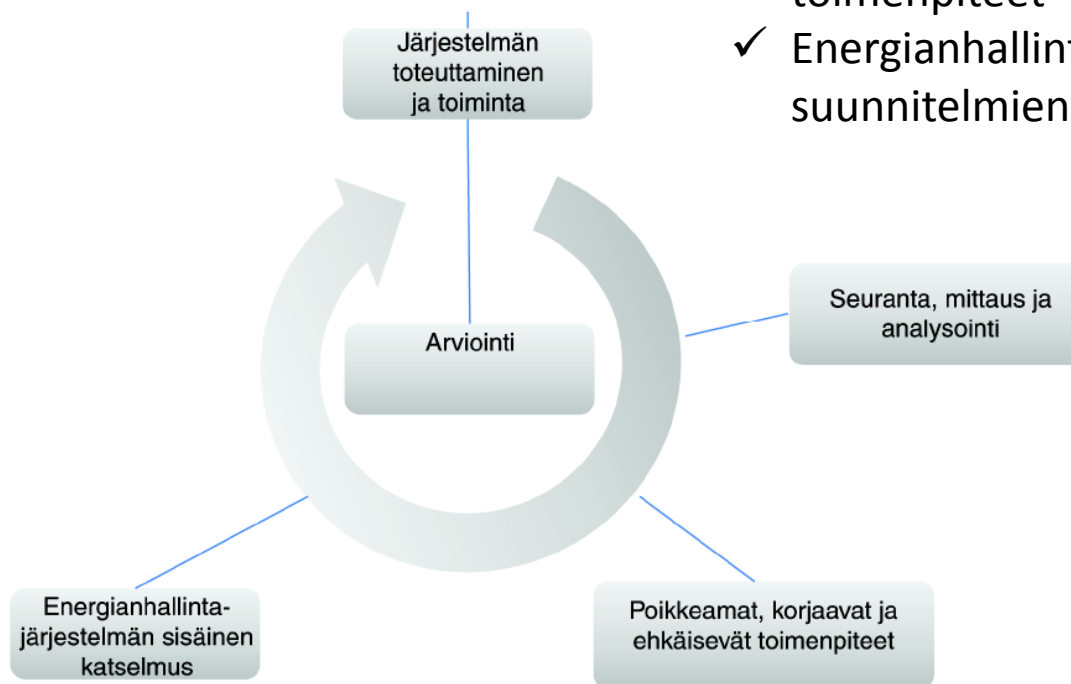 toimenpiteet
✓ Energianhallint
suunnitelmien
Järjestelmän
toteuttaminen
ja toiminta
Seuranta, mittaus ja
analysointi
Arviointi
Energianhallinta-
järjestelmän sisäinen
katselmus
Poikkeamat, korjaavat ja
ehkäisevät toimenpiteet